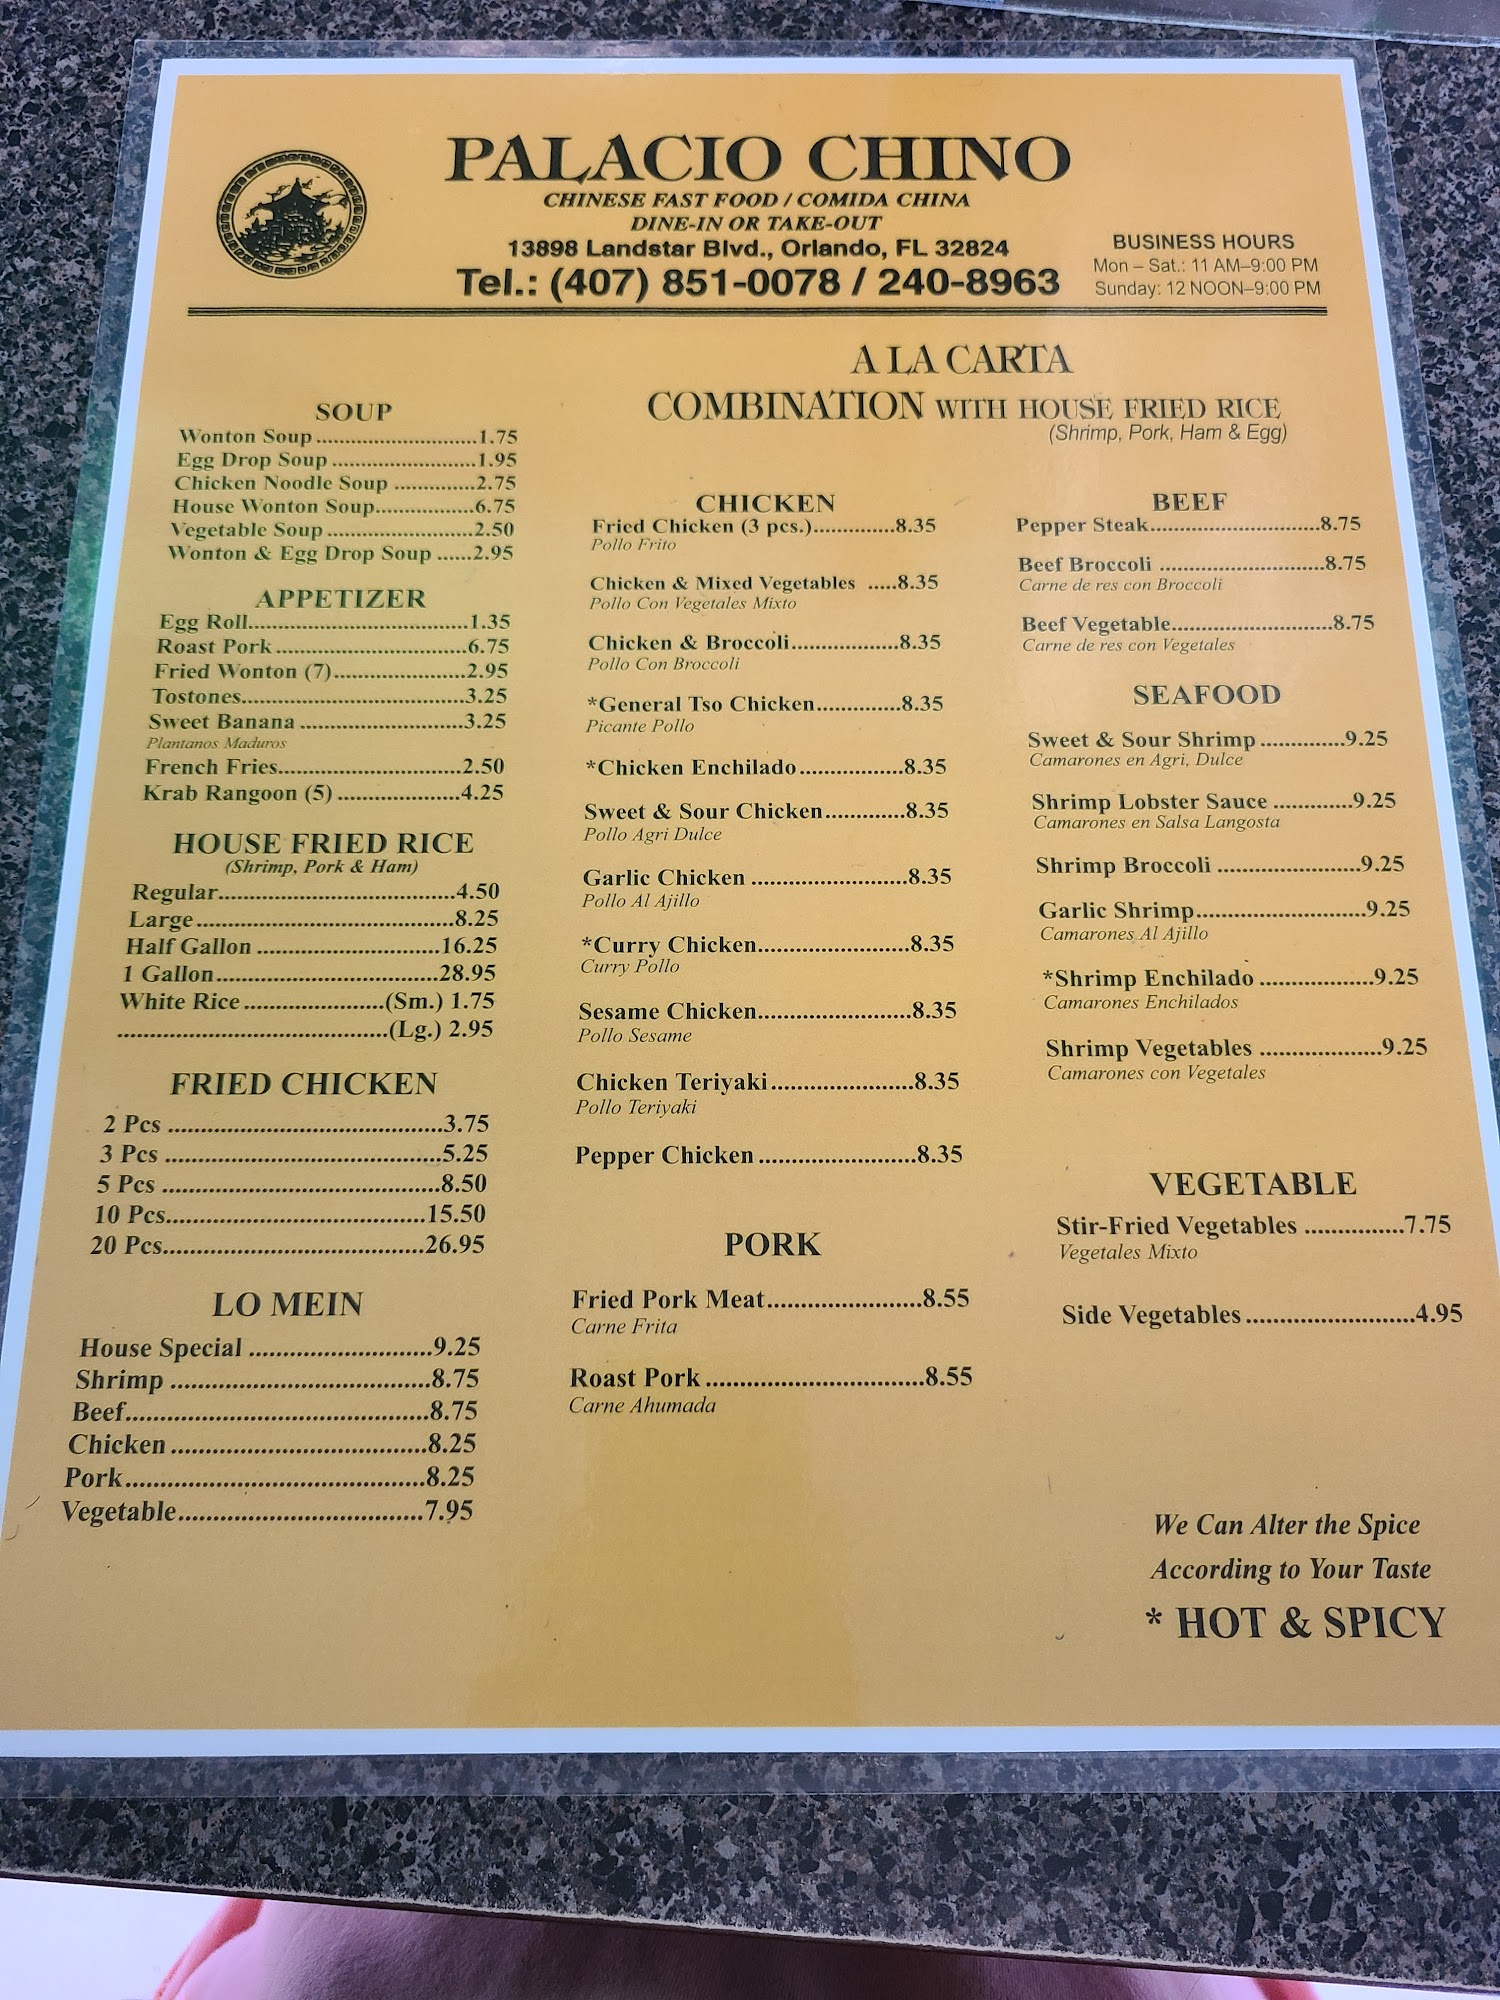 PALACIO CHINO
CHINESE FAST FOOD / COMIDA CHINA
DINE-IN OR TAKE-OUT
13898 Landstar Blvd., Orlando, FL 32824
Tel.: (407) 851-0078 / 240-8963
BUSINESS HOURS
Mon – Sat.: 11 AM–9:00 PM
Sunday: 12 NOON–9:00 PM
A LA CARTA
COMBINATION WITH HOUSE FRIED RICE
(Shrimp, Pork, Ham & Egg)
SOUP
Wonton Soup............................1.75
Egg Drop Soup.........................1.95
Chicken Noodle Soup..............2.75
House Wonton Soup.................6.75
Vegetable Soup.........................2.50
Wonton & Egg Drop Soup......2.95
APPETIZER
Egg Roll.....................................1.35
Roast Pork................................6.75
Fried Wonton (7)......................2.95
Tostones.....................................3.25
Sweet Banana...........................3.25
Plantanos Maduros
French Fries..............................2.50
Krab Rangoon (5)....................4.25
HOUSE FRIED RICE
(Shrimp, Pork & Ham)
Regular......................................4.50
Large.........................................8.25
Half Gallon.............................16.25
1 Gallon...................................28.95
White Rice......................(Sm.) 1.75
..........................................(Lg.) 2.95
FRIED CHICKEN
2 Pcs..........................................3.75
3 Pcs..........................................5.25
5 Pcs..........................................8.50
10 Pcs.......................................15.50
20 Pcs.......................................26.95
LO MEIN
House Special...........................9.25
Shrimp......................................8.75
Beef............................................8.75
Chicken.....................................8.25
Pork...........................................8.25
Vegetable...................................7.95
CHICKEN
Fried Chicken (3 pcs.).............8.35
Pollo Frito
Chicken & Mixed Vegetables.....8.35
Pollo Con Vegetales Mixto
Chicken & Broccoli.................8.35
Pollo Con Broccoli
*General Tso Chicken.............8.35
Picante Pollo
*Chicken Enchilado................8.35
Sweet & Sour Chicken............8.35
Pollo Agri Dulce
Garlic Chicken........................8.35
Pollo Al Ajillo
*Curry Chicken.......................8.35
Curry Pollo
Sesame Chicken.......................8.35
Pollo Sesame
Chicken Teriyaki.....................8.35
Pollo Teriyaki
Pepper Chicken.......................8.35
PORK
Fried Pork Meat......................8.55
Carne Frita
Roast Pork...............................8.55
Carne Ahumada
BEEF
Pepper Steak............................8.75
Beef Broccoli...........................8.75
Carne de res con Broccoli
Beef Vegetable.........................8.75
Carne de res con Vegetales
SEAFOOD
Sweet & Sour Shrimp.............9.25
Camarones en Agri, Dulce
Shrimp Lobster Sauce............9.25
Camarones en Salsa Langosta
Shrimp Broccoli......................9.25
Garlic Shrimp..........................9.25
Camarones Al Ajillo
*Shrimp Enchilado.................9.25
Camarones Enchilados
Shrimp Vegetables..................9.25
Camarones con Vegetales
VEGETABLE
Stir-Fried Vegetables..............7.75
Vegetales Mixto
Side Vegetables.......................4.95
We Can Alter the Spice
According to Your Taste
* HOT & SPICY